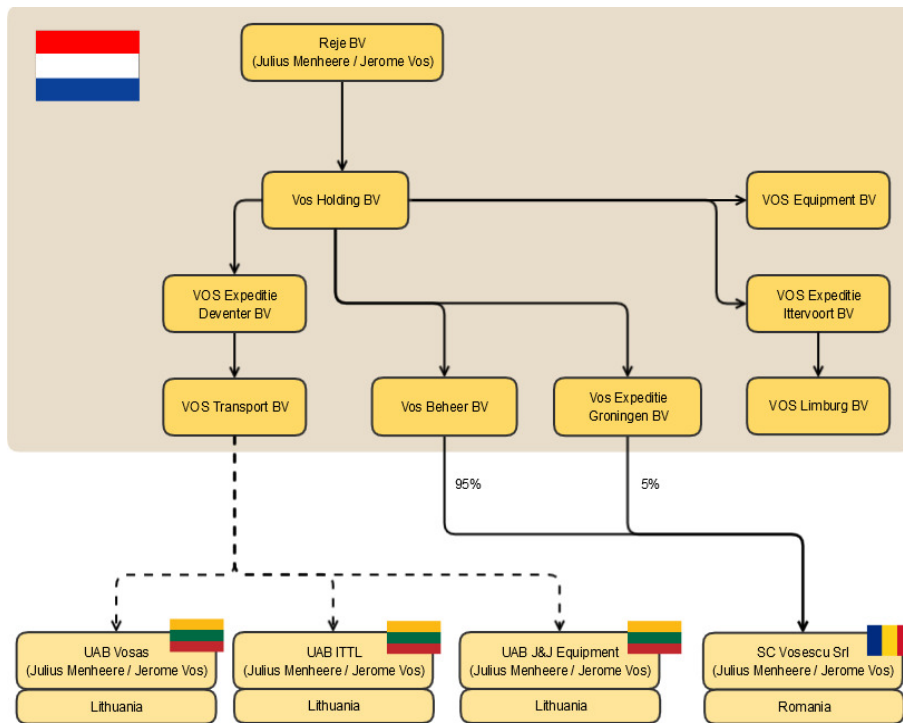 Reje BV
(Julius Menheere / Jerome Vos)
Vos Holding BV
VOS Equipment BV
VOS Expeditie
Deventer BV
VOS Expeditie
Ittervoort BV
VOS Transport BV
Vos Beheer BV
Vos Expeditie
Groningen BV
VOS Limburg BV
95%
5%
UAB Vosas
(Julius Menheere / Jerome Vos)
Lithuania
UAB ITTL
(Julius Menheere / Jerome Vos)
Lithuania
UAB J&J Equipment
(Julius Menheere / Jerome Vos)
Lithuania
SC Vosescu Srl
(Julius Menheere / Jerome Vos)
Romania